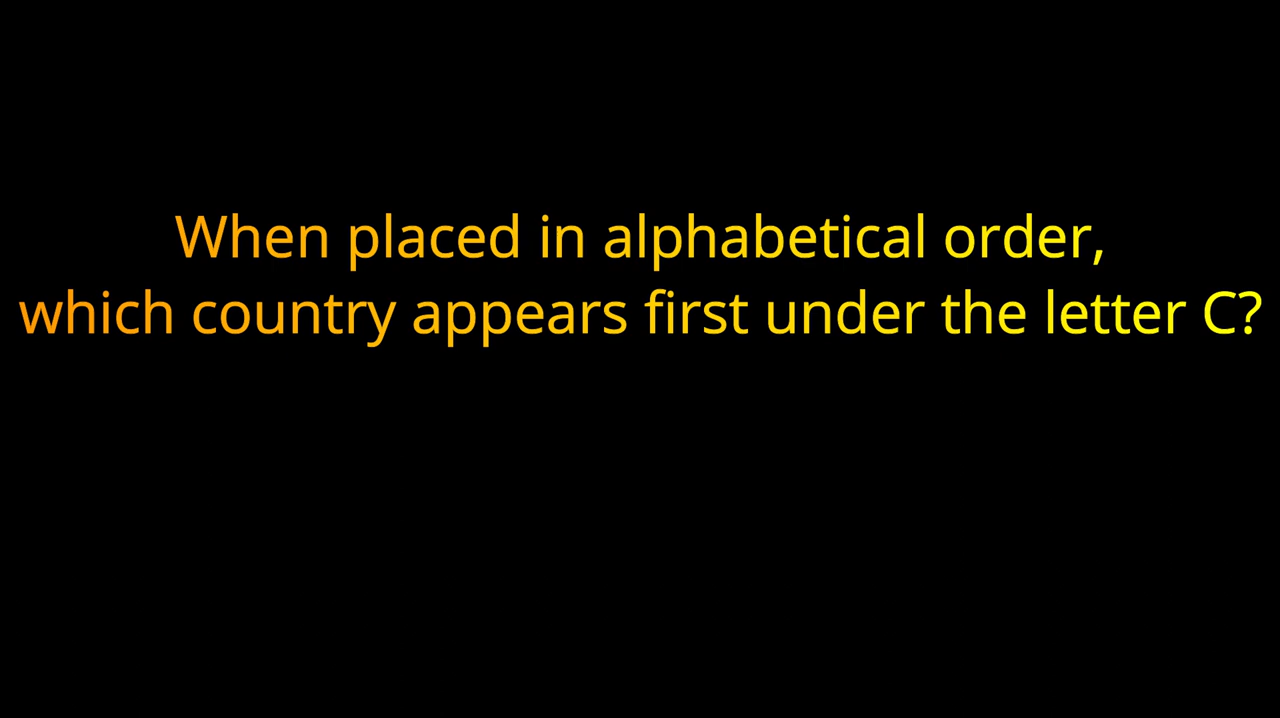 When placed in alphabetical order,
which country appears first under the letter C?